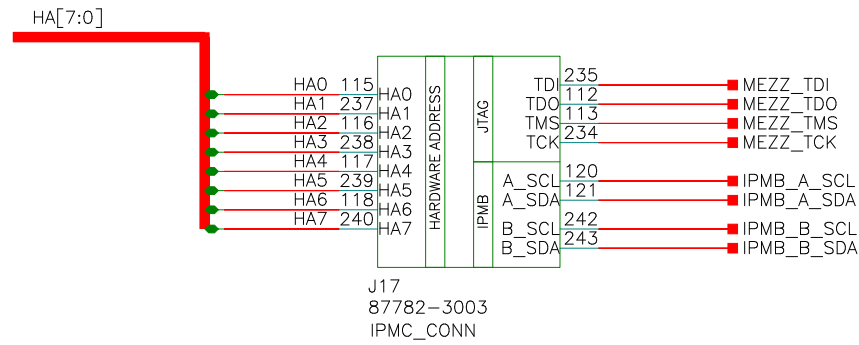 HA[7:0]
HA0 115 HA0
HA1 237 HA1
HA2 116 HA2
HA3 238 HA3
HA4 117 HA4
HA5 239 HA5
HA6 118 HA6
HA7 240 HA7
HARDWARE ADDRESS
JTAG
TDI 235 MEZZ_TDI
TDO 112 MEZZ_TDO
TMS 113 MEZZ_TMS
TCK 234 MEZZ_TCK
IPMB
A_SCL 120 IPMB_A_SCL
A_SDA 121 IPMB_A_SDA
B_SCL 242 IPMB_B_SCL
B_SDA 243 IPMB_B_SDA
J17
87782-3003
IPMC_CONN